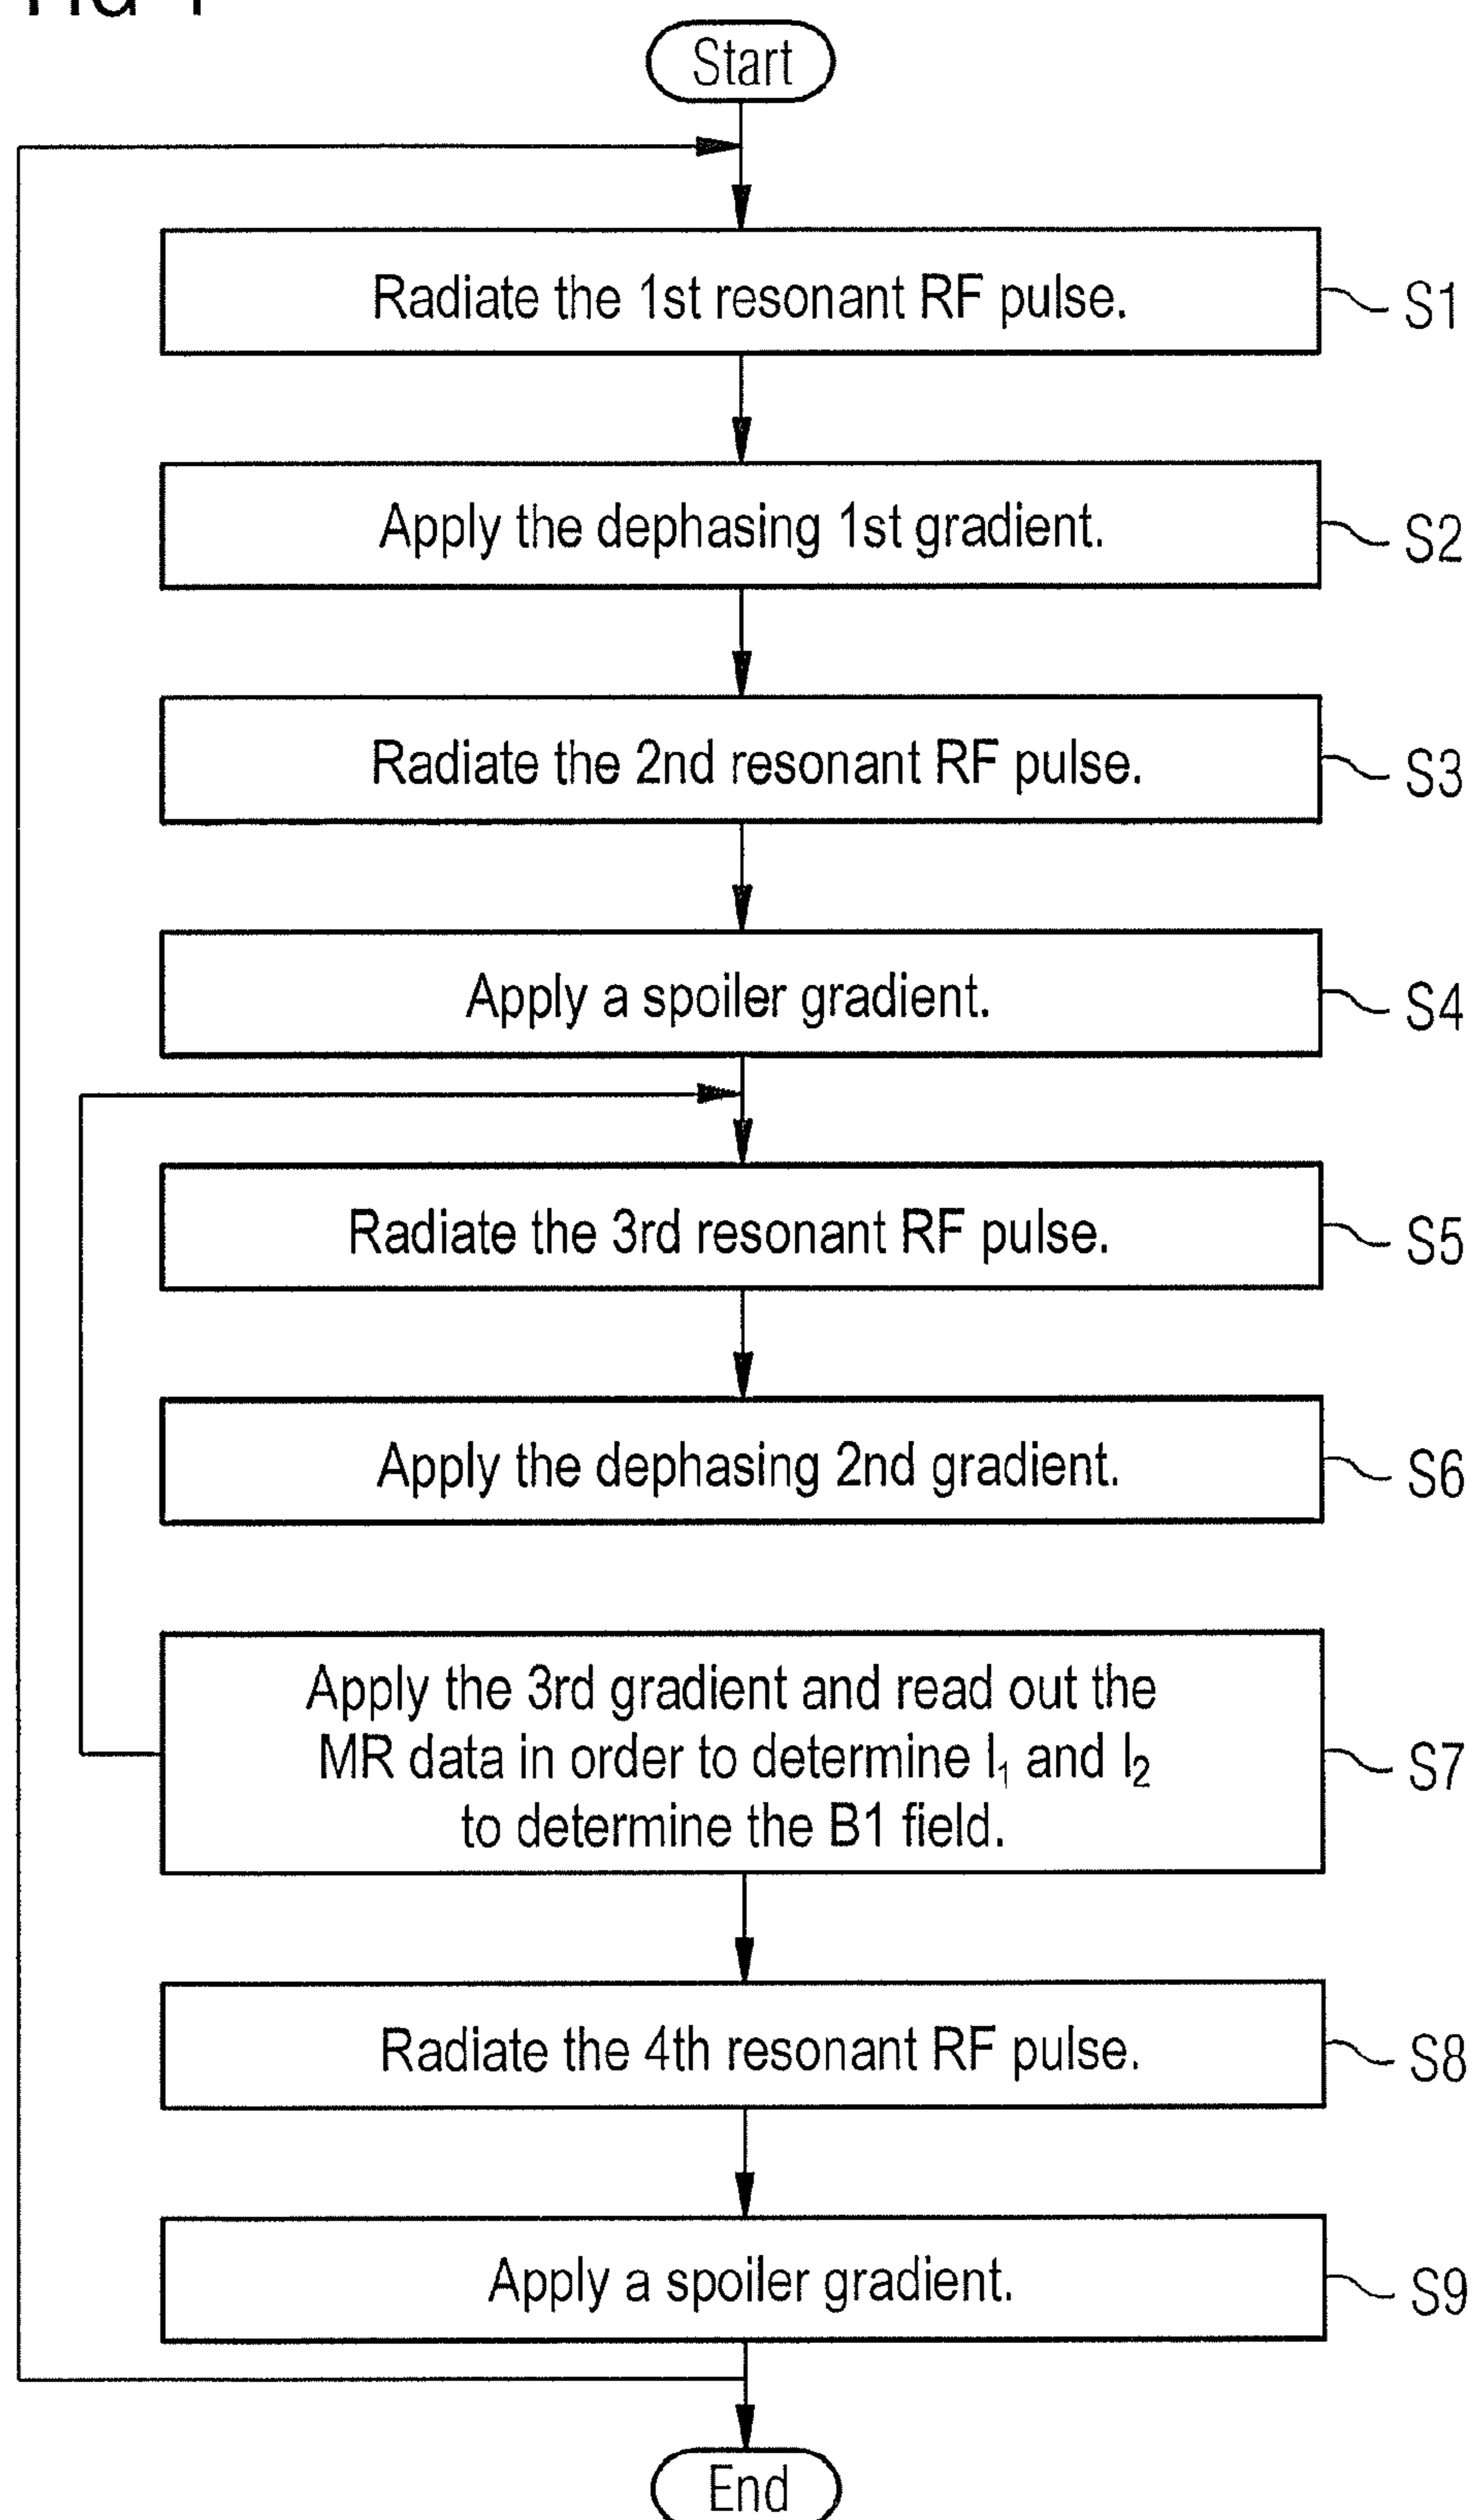 Start
Radiate the 1st resonant RF pulse.
S1
Apply the dephasing 1st gradient.
S2
Radiate the 2nd resonant RF pulse.
S3
Apply a spoiler gradient.
S4
Radiate the 3rd resonant RF pulse.
S5
Apply the dephasing 2nd gradient.
S6
Apply the 3rd gradient and read out the
MR data in order to determine I₁ and I₂
to determine the B1 field.
S7
Radiate the 4th resonant RF pulse.
S8
Apply a spoiler gradient.
S9
End